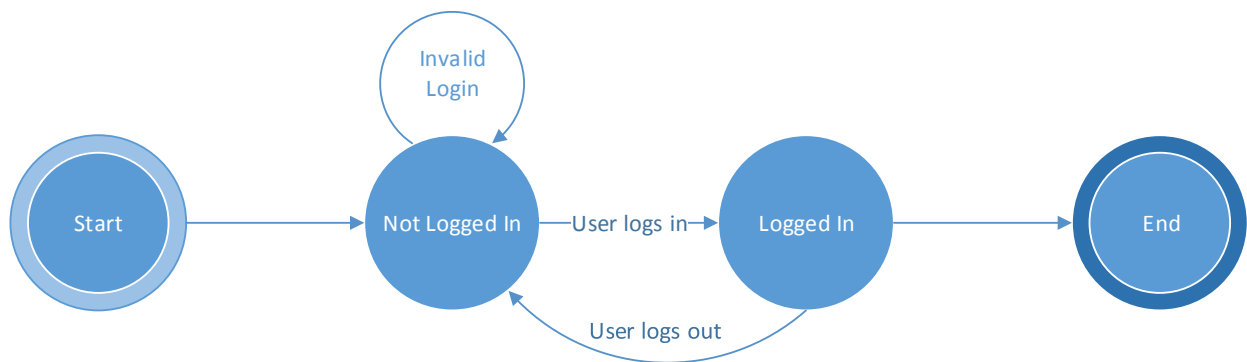 Invalid
Login
Start
Not Logged In
User logs in
Logged In
End
User logs out